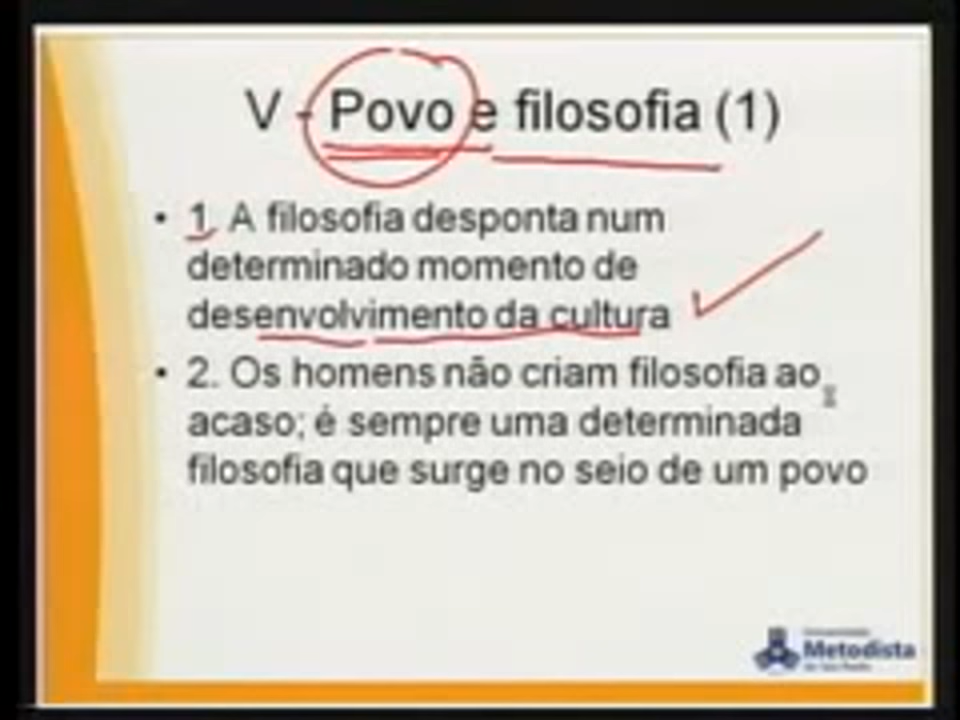 V - Povo e filosofia (1)
• 1. A filosofia desponta num
determinado momento de
desenvolvimento da cultura
• 2. Os homens não criam filosofia ao
acaso; é sempre uma determinada
filosofia que surge no seio de um povo
Metodista